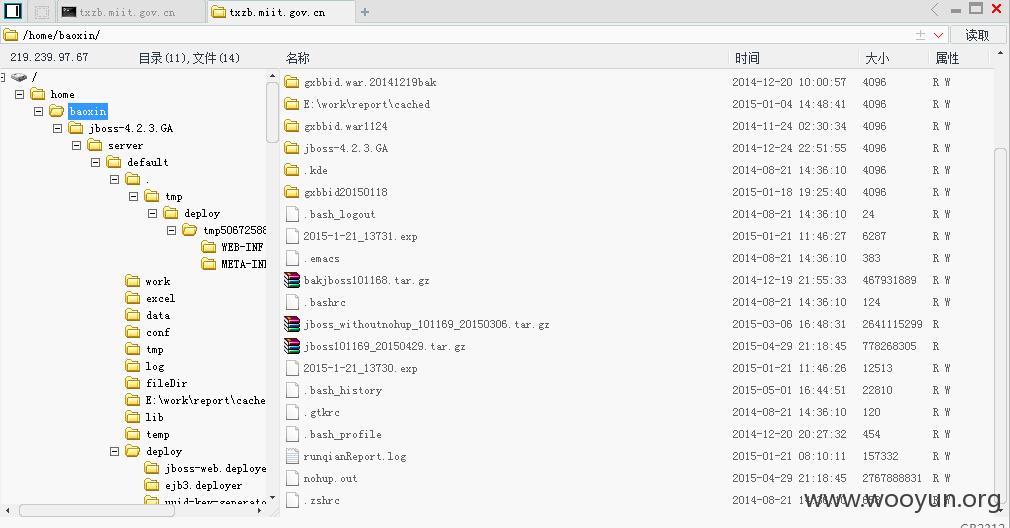 txzb.miit.gov.cn
txzb.miit.gov.cn
/home/baoxin/
读取
219.239.97.67
目录(11),文件(14)
名称 时间 大小 属性
/
home
baoxin
jboss-4.2.3.GA
server
default
.
tmp
deploy
tmp5067258
WEB-INF
META-INF
work
excel
data
conf
tmp
log
fileDir
E:\work\report\cache
lib
temp
deploy
jboss-web.deploye
ejb3.deployer
uuid-key-generato
gxbbid.war.20141219bak 2014-12-20 10:00:57 4096 R W
E:\work\report\cached 2015-01-04 14:48:41 4096 R W
gxbbid.war1124 2014-11-24 02:30:34 4096 R W
jboss-4.2.3.GA 2014-12-24 22:51:55 4096 R W
.kde 2014-08-21 14:36:10 4096 R W
gxbbid20150118 2015-01-18 19:25:40 4096 R W
.bash_logout 2014-08-21 14:36:10 24 R W
2015-1-21_13731.exp 2015-01-21 11:46:27 6287 R W
.emacs 2014-08-21 14:36:10 383 R W
bakjboss101168.tar.gz 2014-12-19 21:55:33 467931889 R W
.bashrc 2014-08-21 14:36:10 124 R W
jboss_withoutnohup_101169_20150306.tar.gz 2015-03-06 16:48:31 2641115299 R
jboss101169_20150429.tar.gz 2015-04-29 21:18:45 778268305 R
2015-1-21_13730.exp 2015-01-21 11:46:26 12513 R W
.bash_history 2015-05-01 16:44:51 22810 R W
.gtkrc 2014-08-21 14:36:10 120 R W
.bash_profile 2014-12-20 20:27:32 454 R W
runqianReport.log 2015-01-21 08:10:11 157332 R W
nohup.out 2015-04-29 21:18:45 2767888831 R W
.zshrc 2014-08-21 14:36:10 658 R W
www.wooyun.org
GB2312